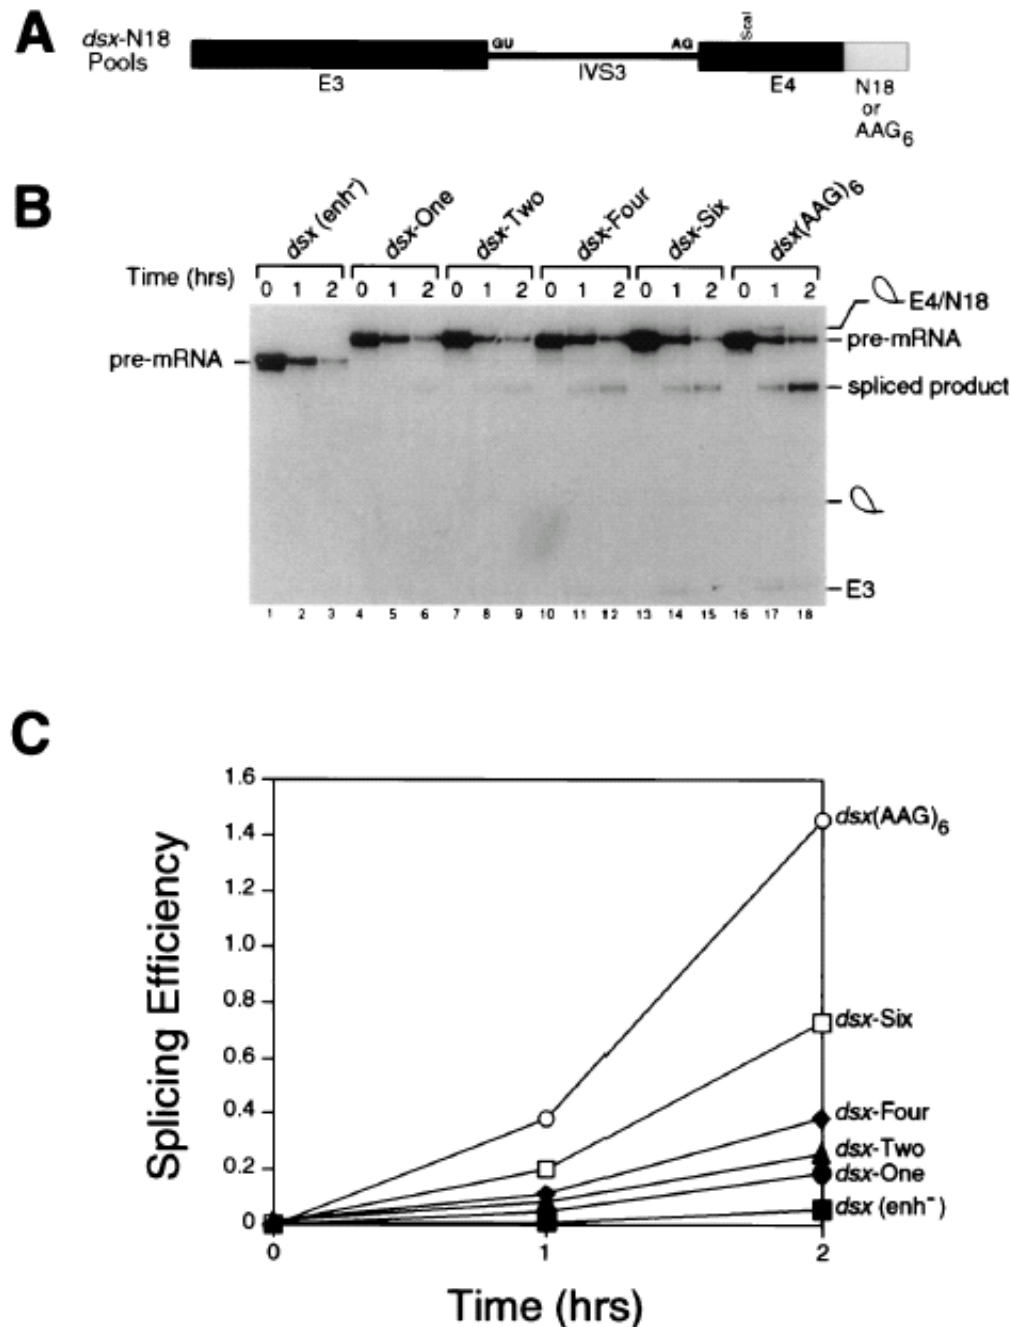 A
dsx-N18
Pools
GU
AG
ScaI
E3
IVS3
E4
N18
or
AAG6
B
dsx (enh-)
dsx-One
dsx-Two
dsx-Four
dsx-Six
dsx(AAG)6
Time (hrs)
0 1 2 0 1 2 0 1 2 0 1 2 0 1 2 0 1 2
E4/N18
pre-mRNA
pre-mRNA
spliced product
E3
1 2 3 4 5 6 7 8 9 10 11 12 13 14 15 16 17 18
C
Splicing Efficiency
1.6
1.4
1.2
1.0
0.8
0.6
0.4
0.2
0
dsx(AAG)6
dsx-Six
dsx-Four
dsx-Two
dsx-One
dsx (enh-)
0 1 2
Time (hrs)